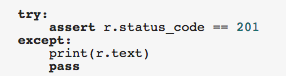 try:
    assert r.status_code == 201
except:
    print(r.text)
    pass